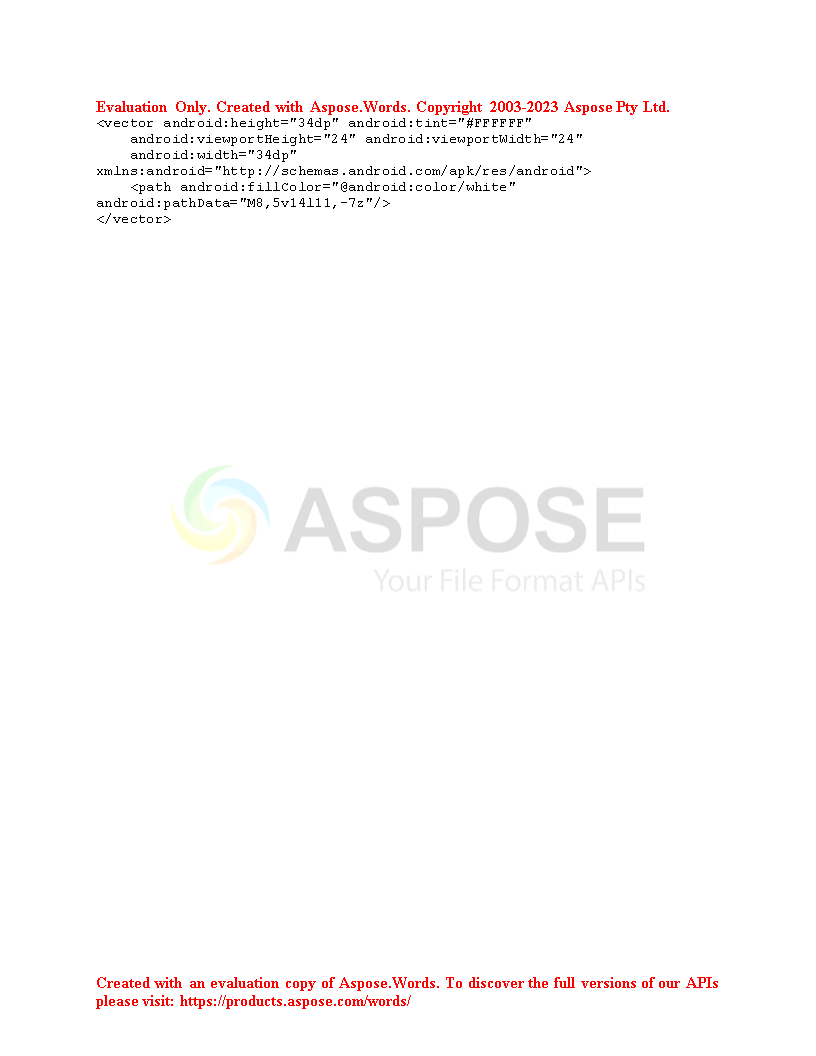 Evaluation Only. Created with Aspose.Words. Copyright 2003-2023 Aspose Pty Ltd.
<vector android:height="34dp" android:tint="#FFFFFF"
    android:viewportHeight="24" android:viewportWidth="24"
    android:width="34dp"
xmlns:android="http://schemas.android.com/apk/res/android">
    <path android:fillColor="@android:color/white"
android:pathData="M8,5v14l11,-7z"/>
</vector>
ASPOSE
Your File Format APIs
Created with an evaluation copy of Aspose.Words. To discover the full versions of our APIs
please visit: https://products.aspose.com/words/